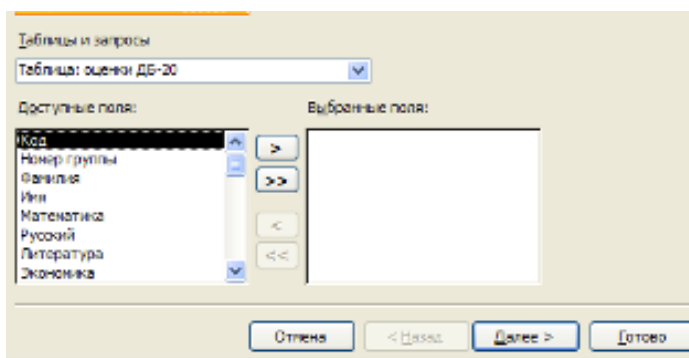 Таблицы и запросы
Таблица: оценки ДБ-20
Доступные поля:
Выбранные поля:
Код
Номер группы
Фамилия
Имя
Математика
Русский
Литература
Экономика
>
>>
<
<<
Отмена
< Назад
Далее >
Готово